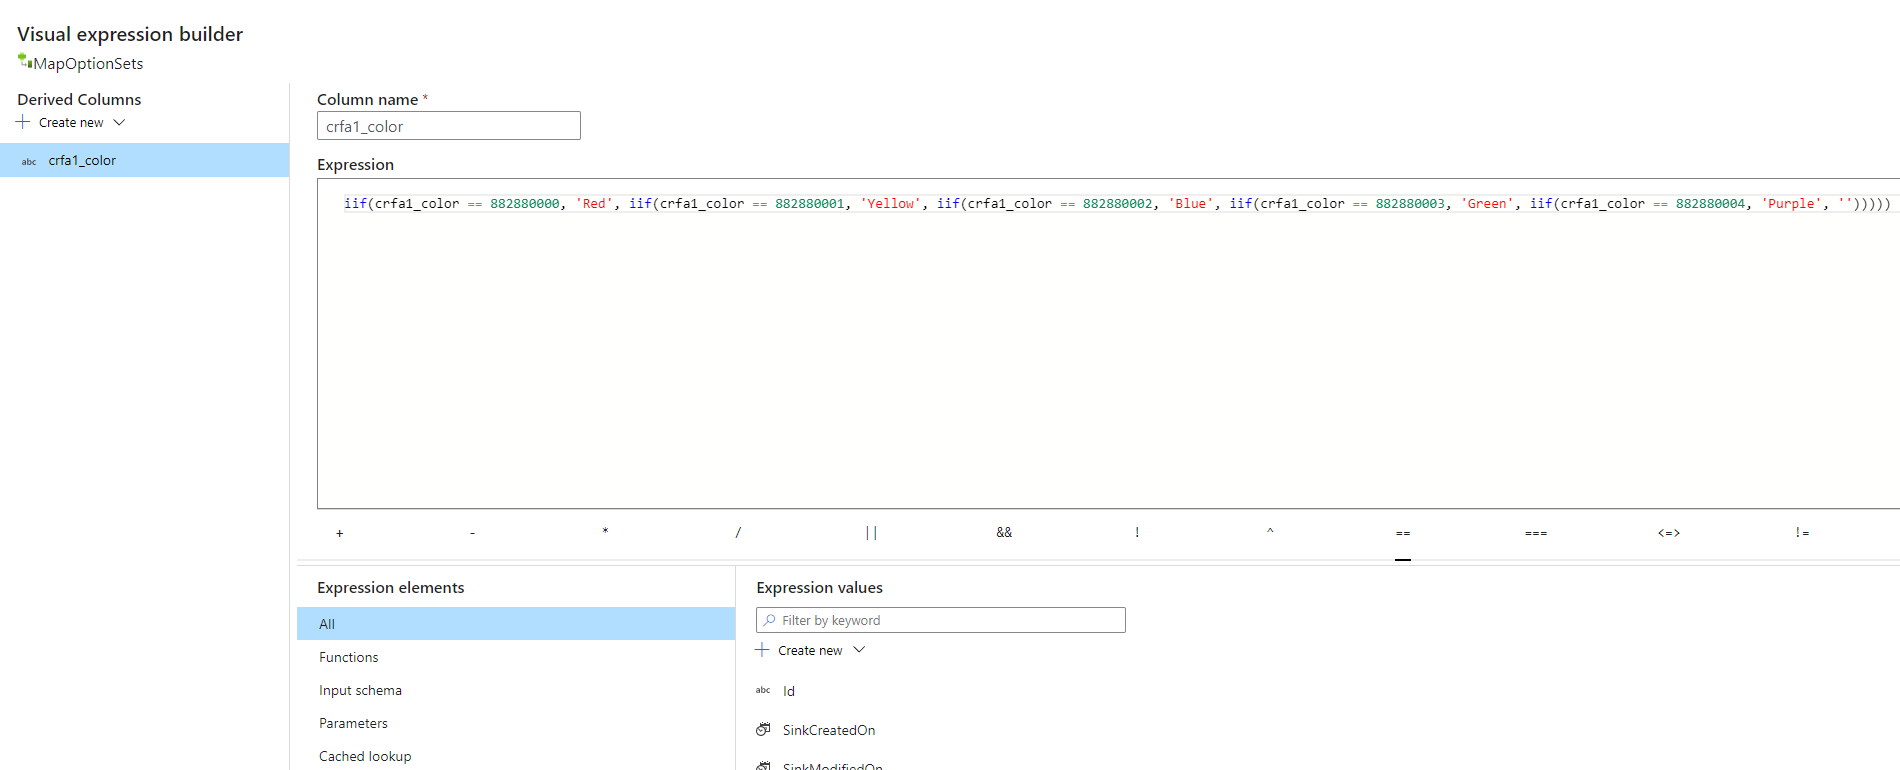 Visual expression builder
MapOptionSets
Derived Columns
Create new
abc crfa1_color
Column name *
crfa1_color
Expression
iif(crfa1_color == 882880000, 'Red', iif(crfa1_color == 882880001, 'Yellow', iif(crfa1_color == 882880002, 'Blue', iif(crfa1_color == 882880003, 'Green', iif(crfa1_color == 882880004, 'Purple', '')))))
+ - * / || && ! ^ == === <=> !=
Expression elements
All
Functions
Input schema
Parameters
Cached lookup
Expression values
Filter by keyword
Create new
abc Id
SinkCreatedOn
SinkModifiedOn